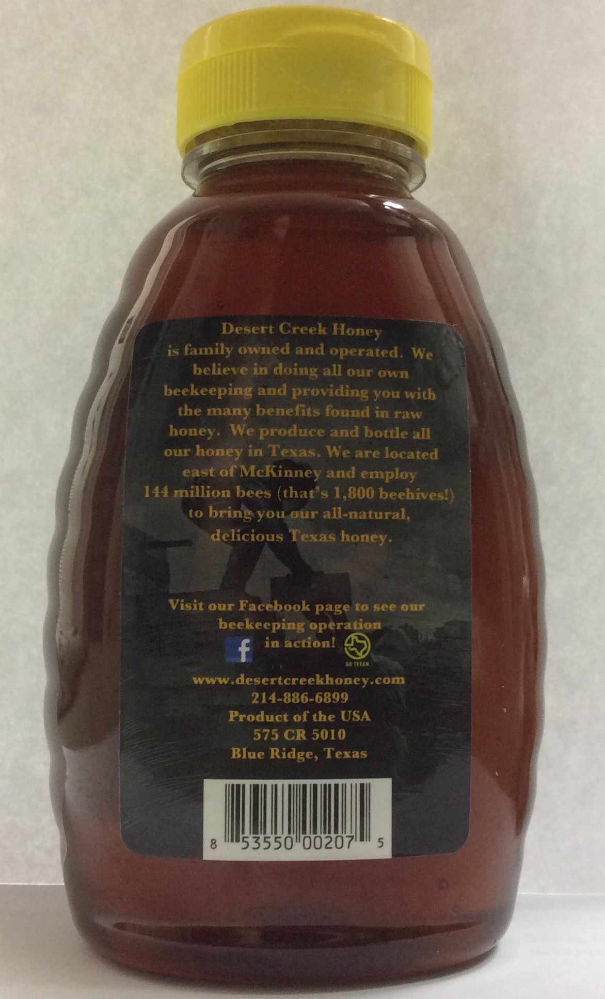 Desert Creek Honey
is family owned and operated. We
believe in doing all our own
beekeeping and providing you with
the many benefits found in raw
honey. We produce and bottle all
our honey in Texas. We are located
east of McKinney and employ
144 million bees (that's 1,800 beehives!)
to bring you our all-natural,
delicious Texas honey.
Visit our Facebook page to see our
beekeeping operation
in action!
f
GO TEXAN
www.desertcreekhoney.com
214-886-6899
Product of the USA
575 CR 5010
Blue Ridge, Texas
8 53550 00207 5